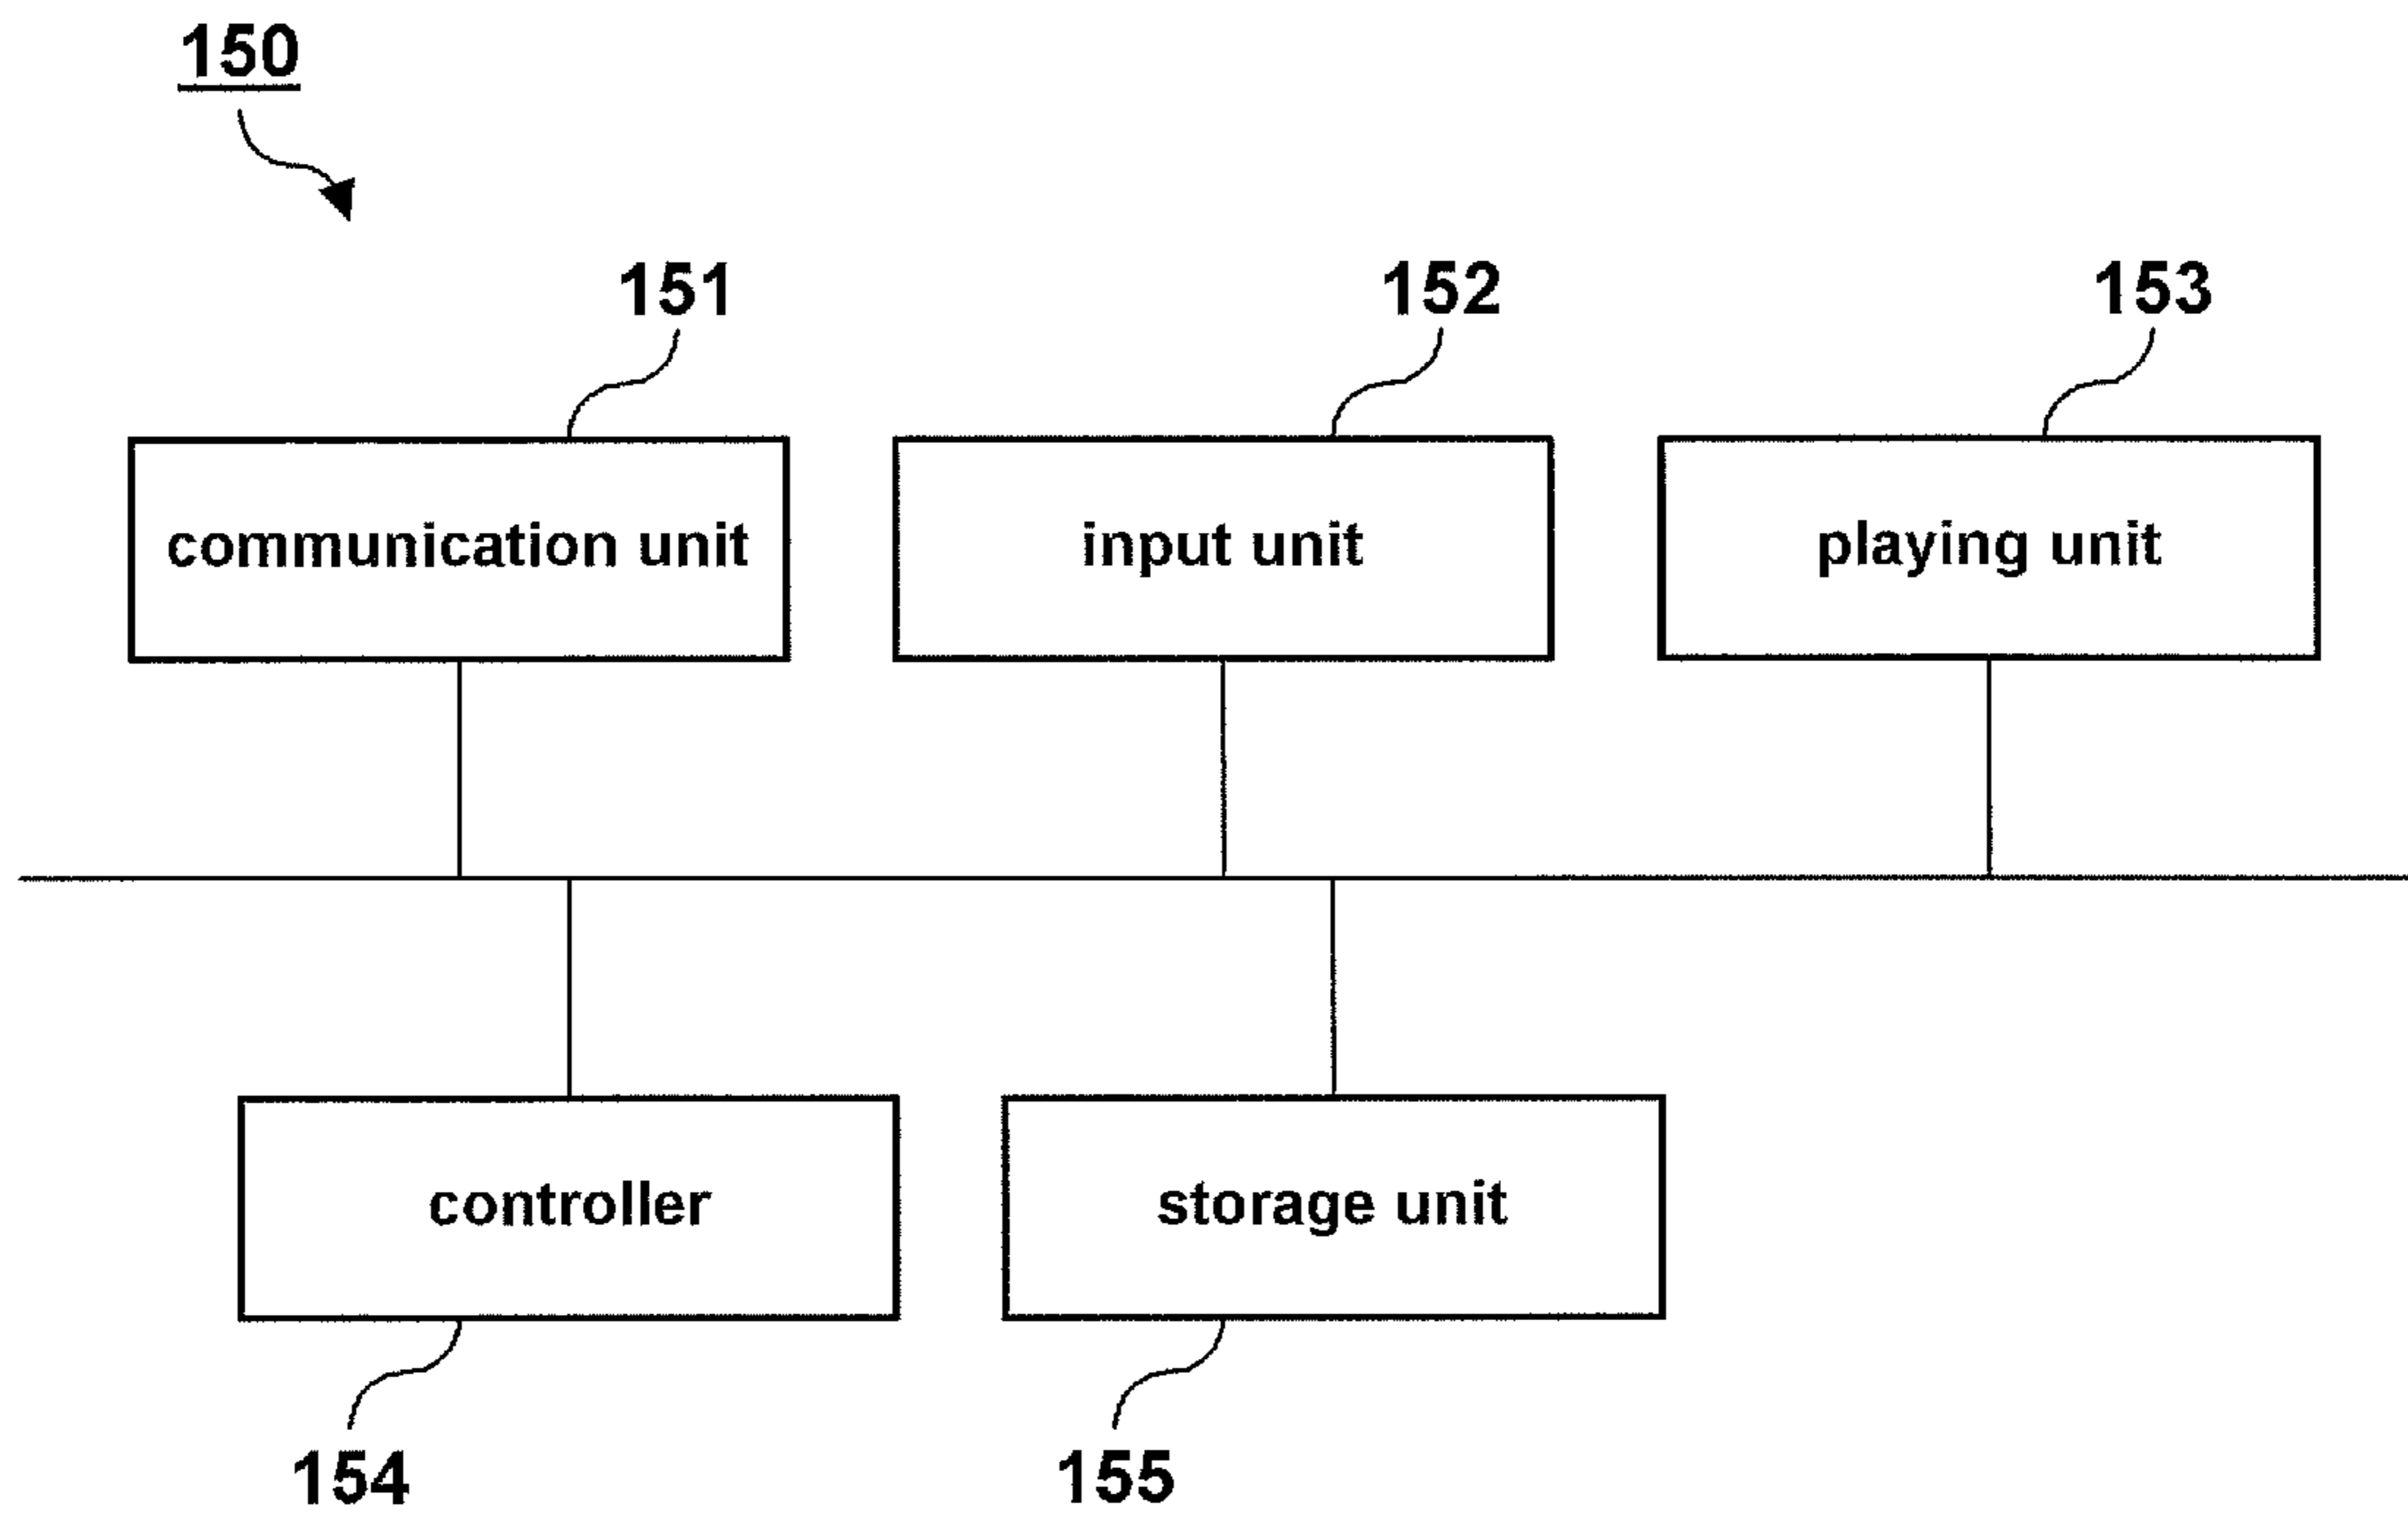 150
151
152
153
communication unit
input unit
playing unit
controller
storage unit
154
155